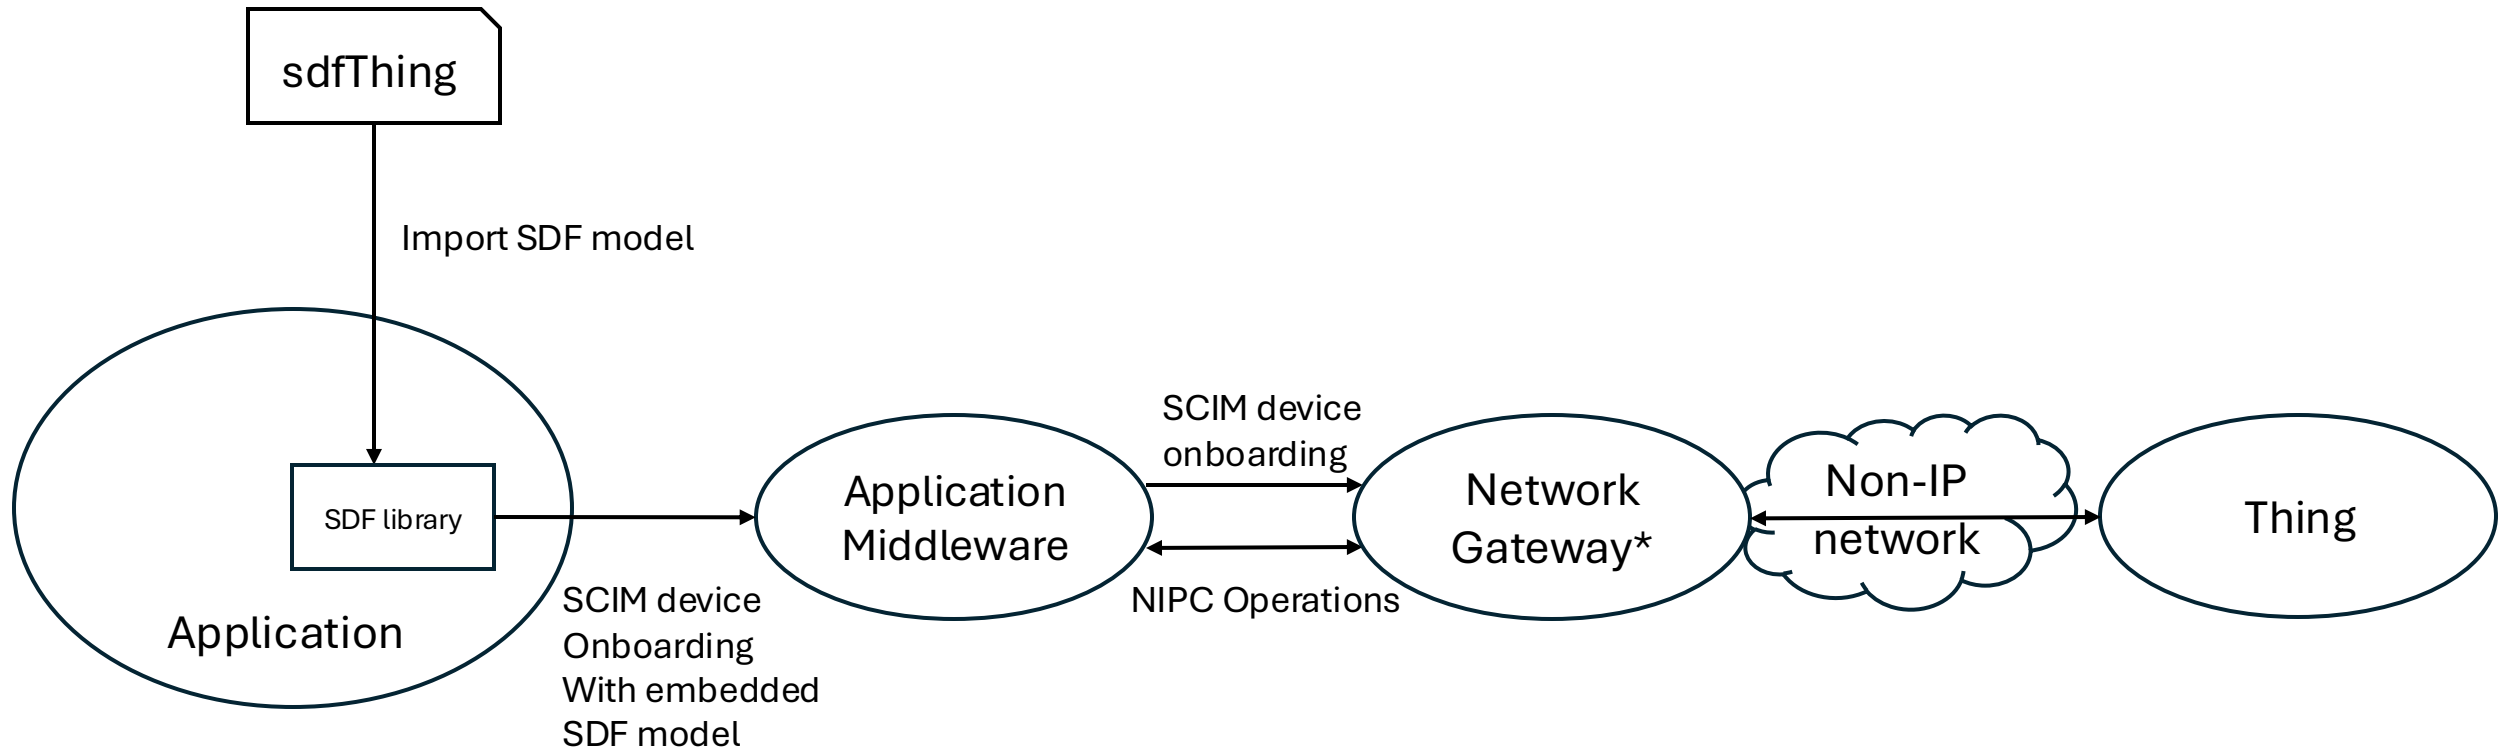 sdfThing
Import SDF model
SDF library
Application
SCIM device
Onboarding
With embedded
SDF model
Application
Middleware
SCIM device
onboarding
NIPC Operations
Network
Gateway*
Non-IP
network
Thing